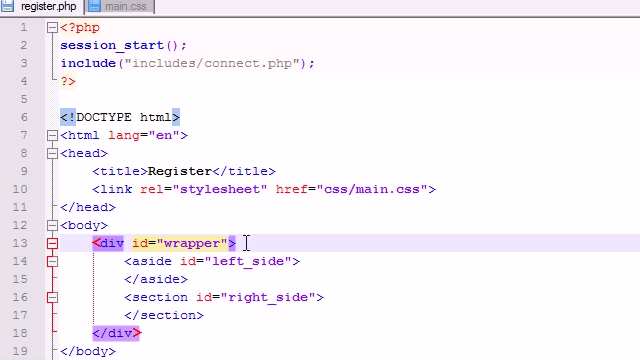 register.php main.css
1 <?php
2 session_start();
3 include("includes/connect.php");
4 ?>
5
6 <!DOCTYPE html>
7 <html lang="en">
8 <head>
9 <title>Register</title>
10 <link rel="stylesheet" href="css/main.css">
11 </head>
12 <body>
13 <div id="wrapper">
14 <aside id="left_side">
15 </aside>
16 <section id="right_side">
17 </section>
18 </div>
19 </body>